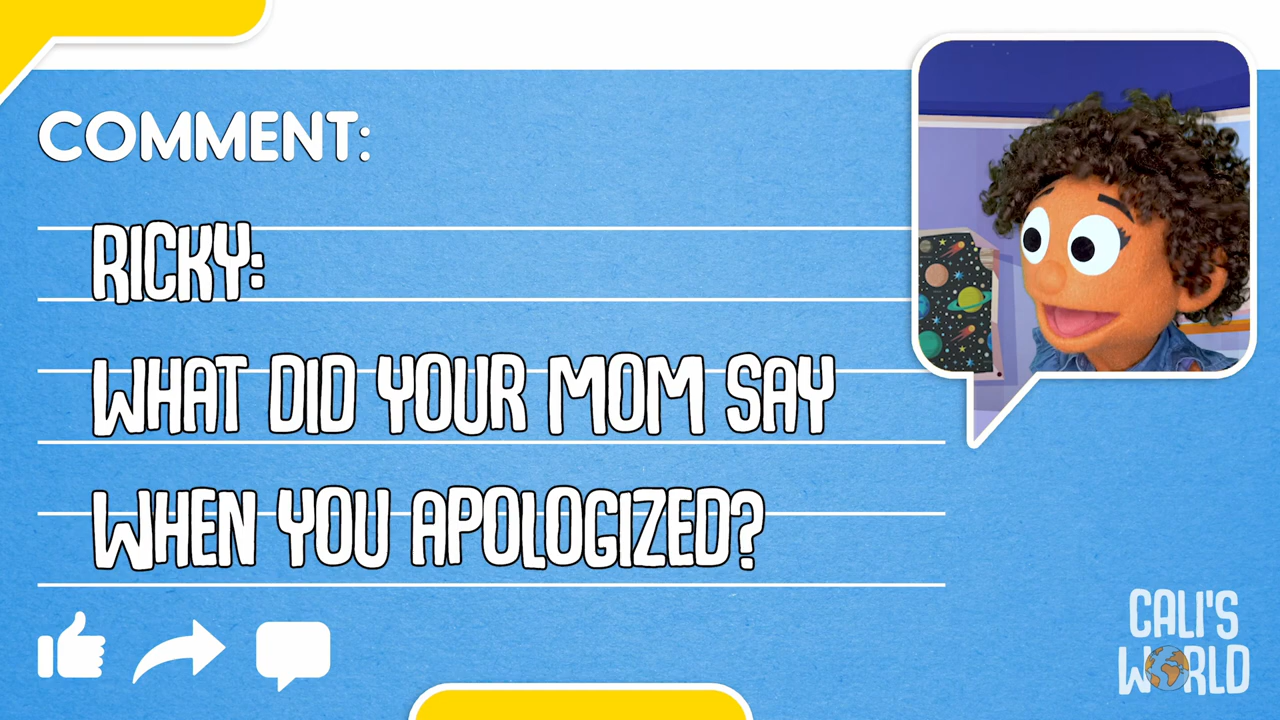 COMMENT:
RICKY:
WHAT DID YOUR MOM SAY
WHEN YOU APOLOGIZED?
CALI'S
WORLD